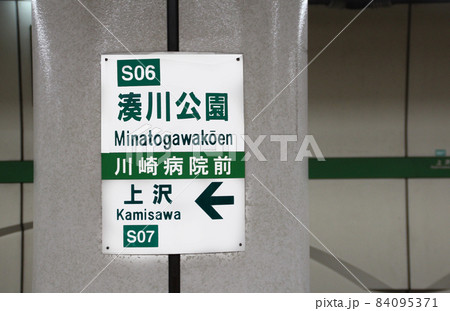 S06
湊川公園
Minatogawakōen
川崎病院前
上沢
Kamisawa
S07
PIXTA
pixta.jp - 84095371